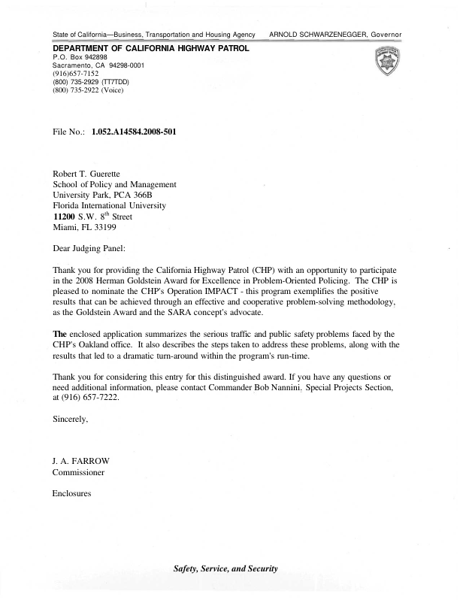 State of California—Business, Transportation and Housing Agency ARNOLD SCHWARZENEGGER, Governor
DEPARTMENT OF CALIFORNIA HIGHWAY PATROL
P.O. Box 942898
Sacramento, CA 94298-0001
(916)657-7152
(800) 735-2929 (TT/TDD)
(800) 735-2922 (Voice)
File No.: 1.052.A14584.2008-501
Robert T. Guerette
School of Policy and Management
University Park, PCA 366B
Florida International University
11200 S.W. 8th Street
Miami, FL 33199
Dear Judging Panel:
Thank you for providing the California Highway Patrol (CHP) with an opportunity to participate
in the 2008 Herman Goldstein Award for Excellence in Problem-Oriented Policing. The CHP is
pleased to nominate the CHP's Operation IMPACT - this program exemplifies the positive
results that can be achieved through an effective and cooperative problem-solving methodology,
as the Goldstein Award and the SARA concept's advocate.
The enclosed application summarizes the serious traffic and public safety problems faced by the
CHP's Oakland office. It also describes the steps taken to address these problems, along with the
results that led to a dramatic turn-around within the program's run-time.
Thank you for considering this entry for this distinguished award. If you have any questions or
need additional information, please contact Commander Bob Nannini, Special Projects Section,
at (916) 657-7222.
Sincerely,
J. A. FARROW
Commissioner
Enclosures
Safety, Service, and Security